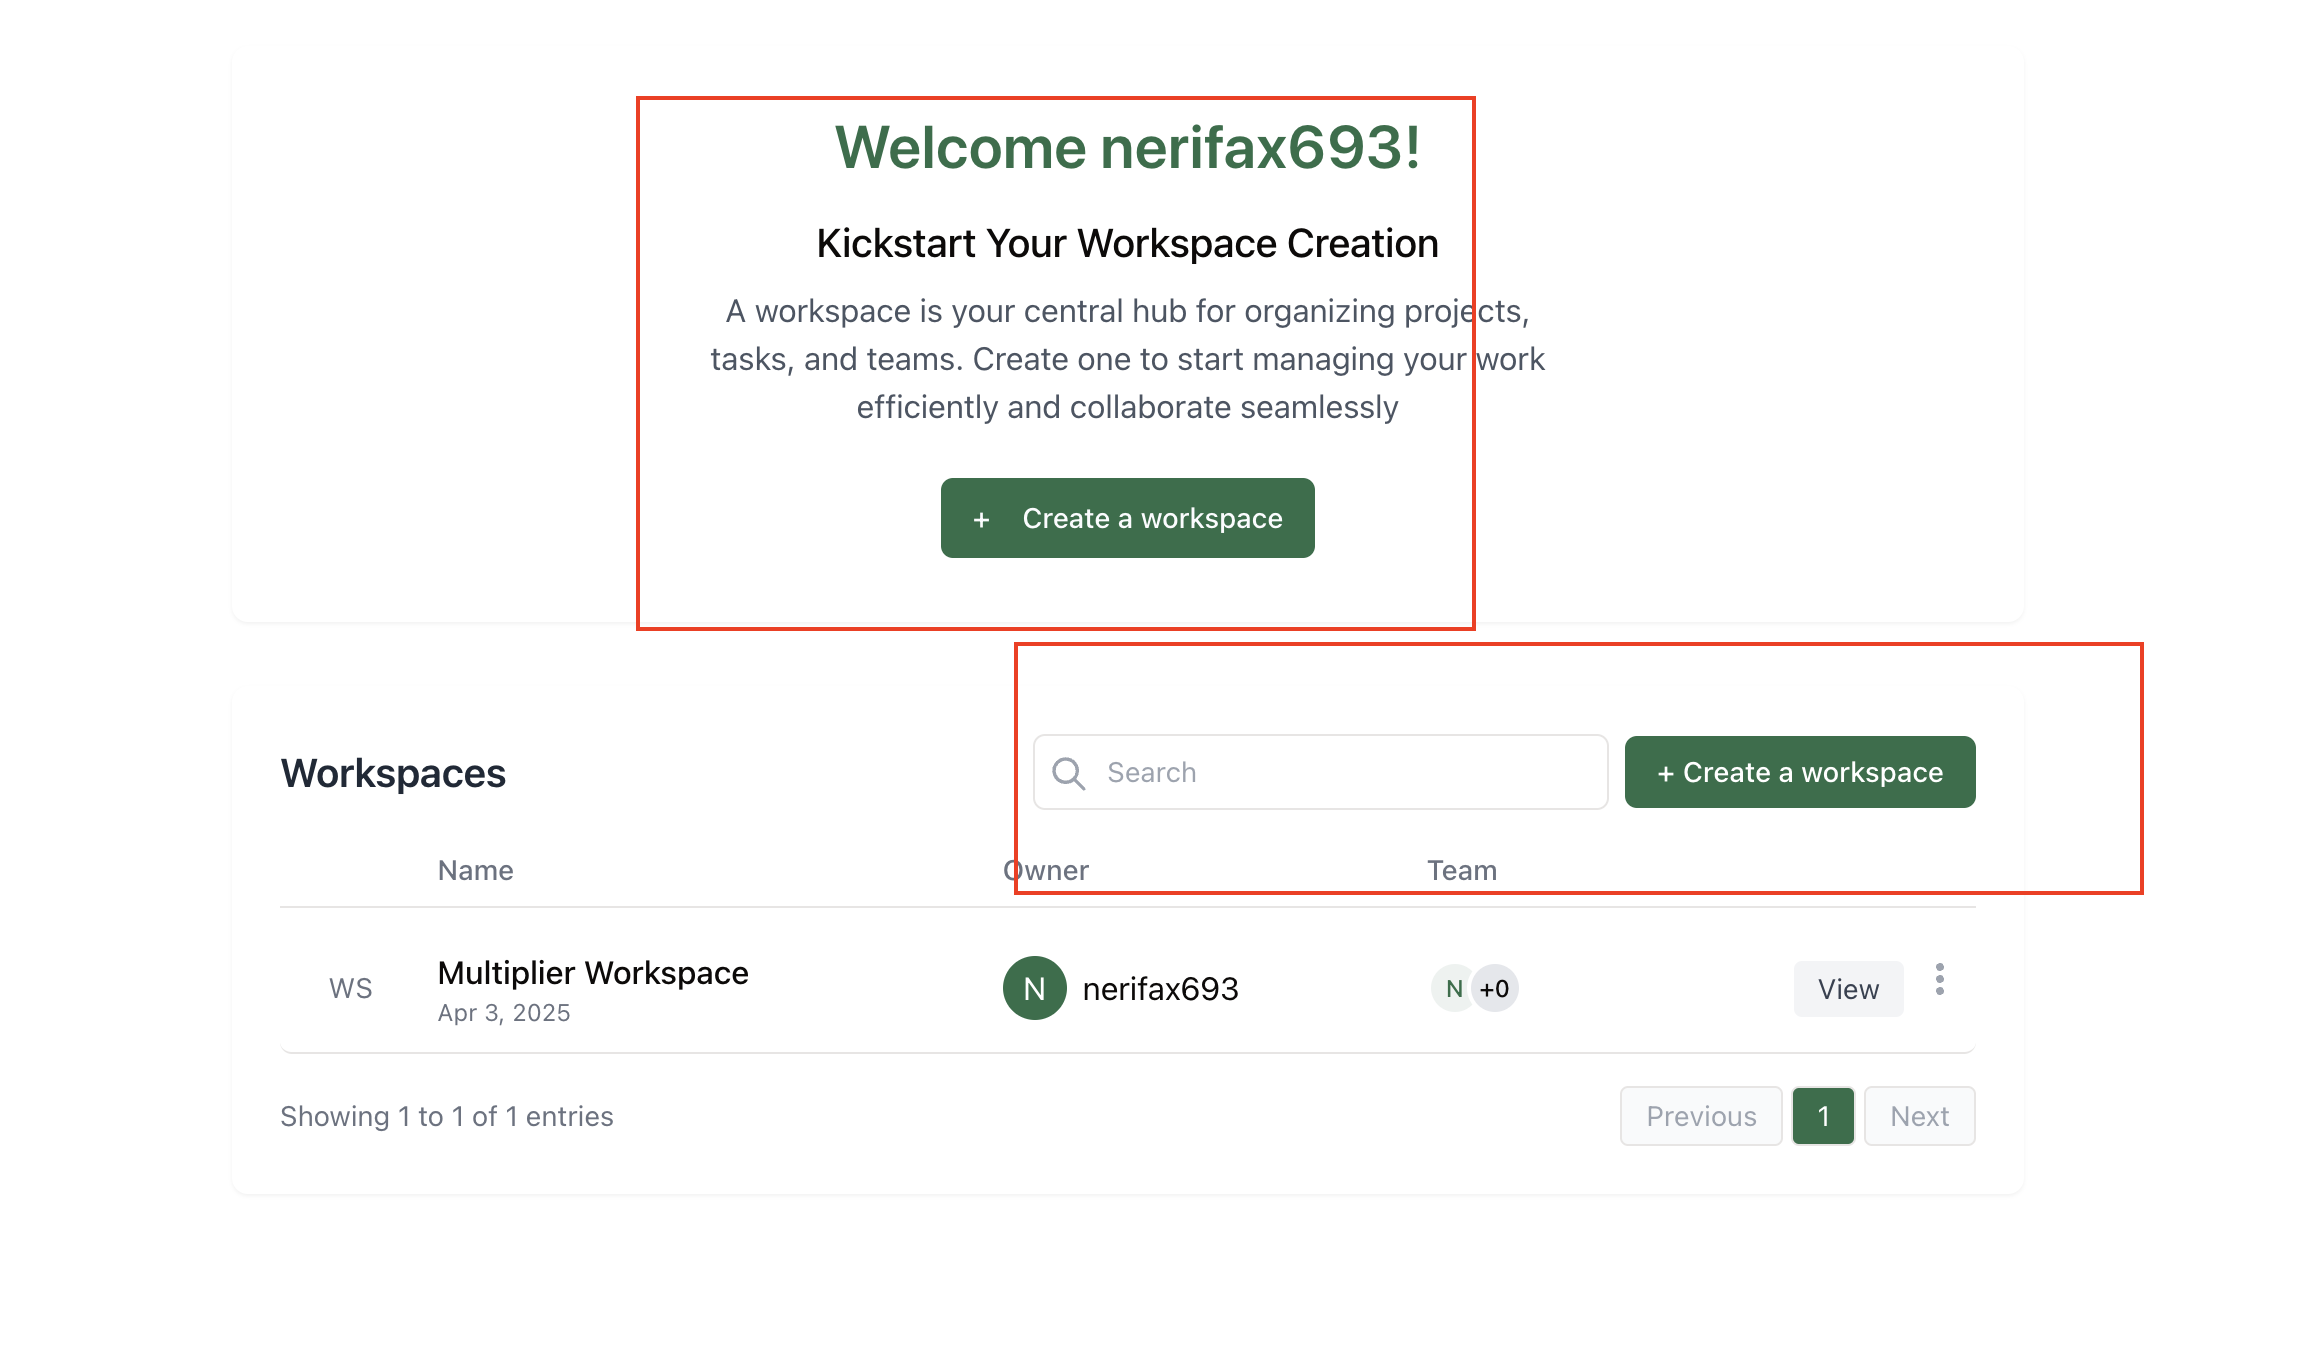 Welcome nerifax693!
Kickstart Your Workspace Creation
A workspace is your central hub for organizing projects,
tasks, and teams. Create one to start managing your work
efficiently and collaborate seamlessly
+ Create a workspace
Workspaces
Search
+ Create a workspace
Name Owner Team
WS Multiplier Workspace N nerifax693 N +0 View
Apr 3, 2025
Showing 1 to 1 of 1 entries Previous 1 Next